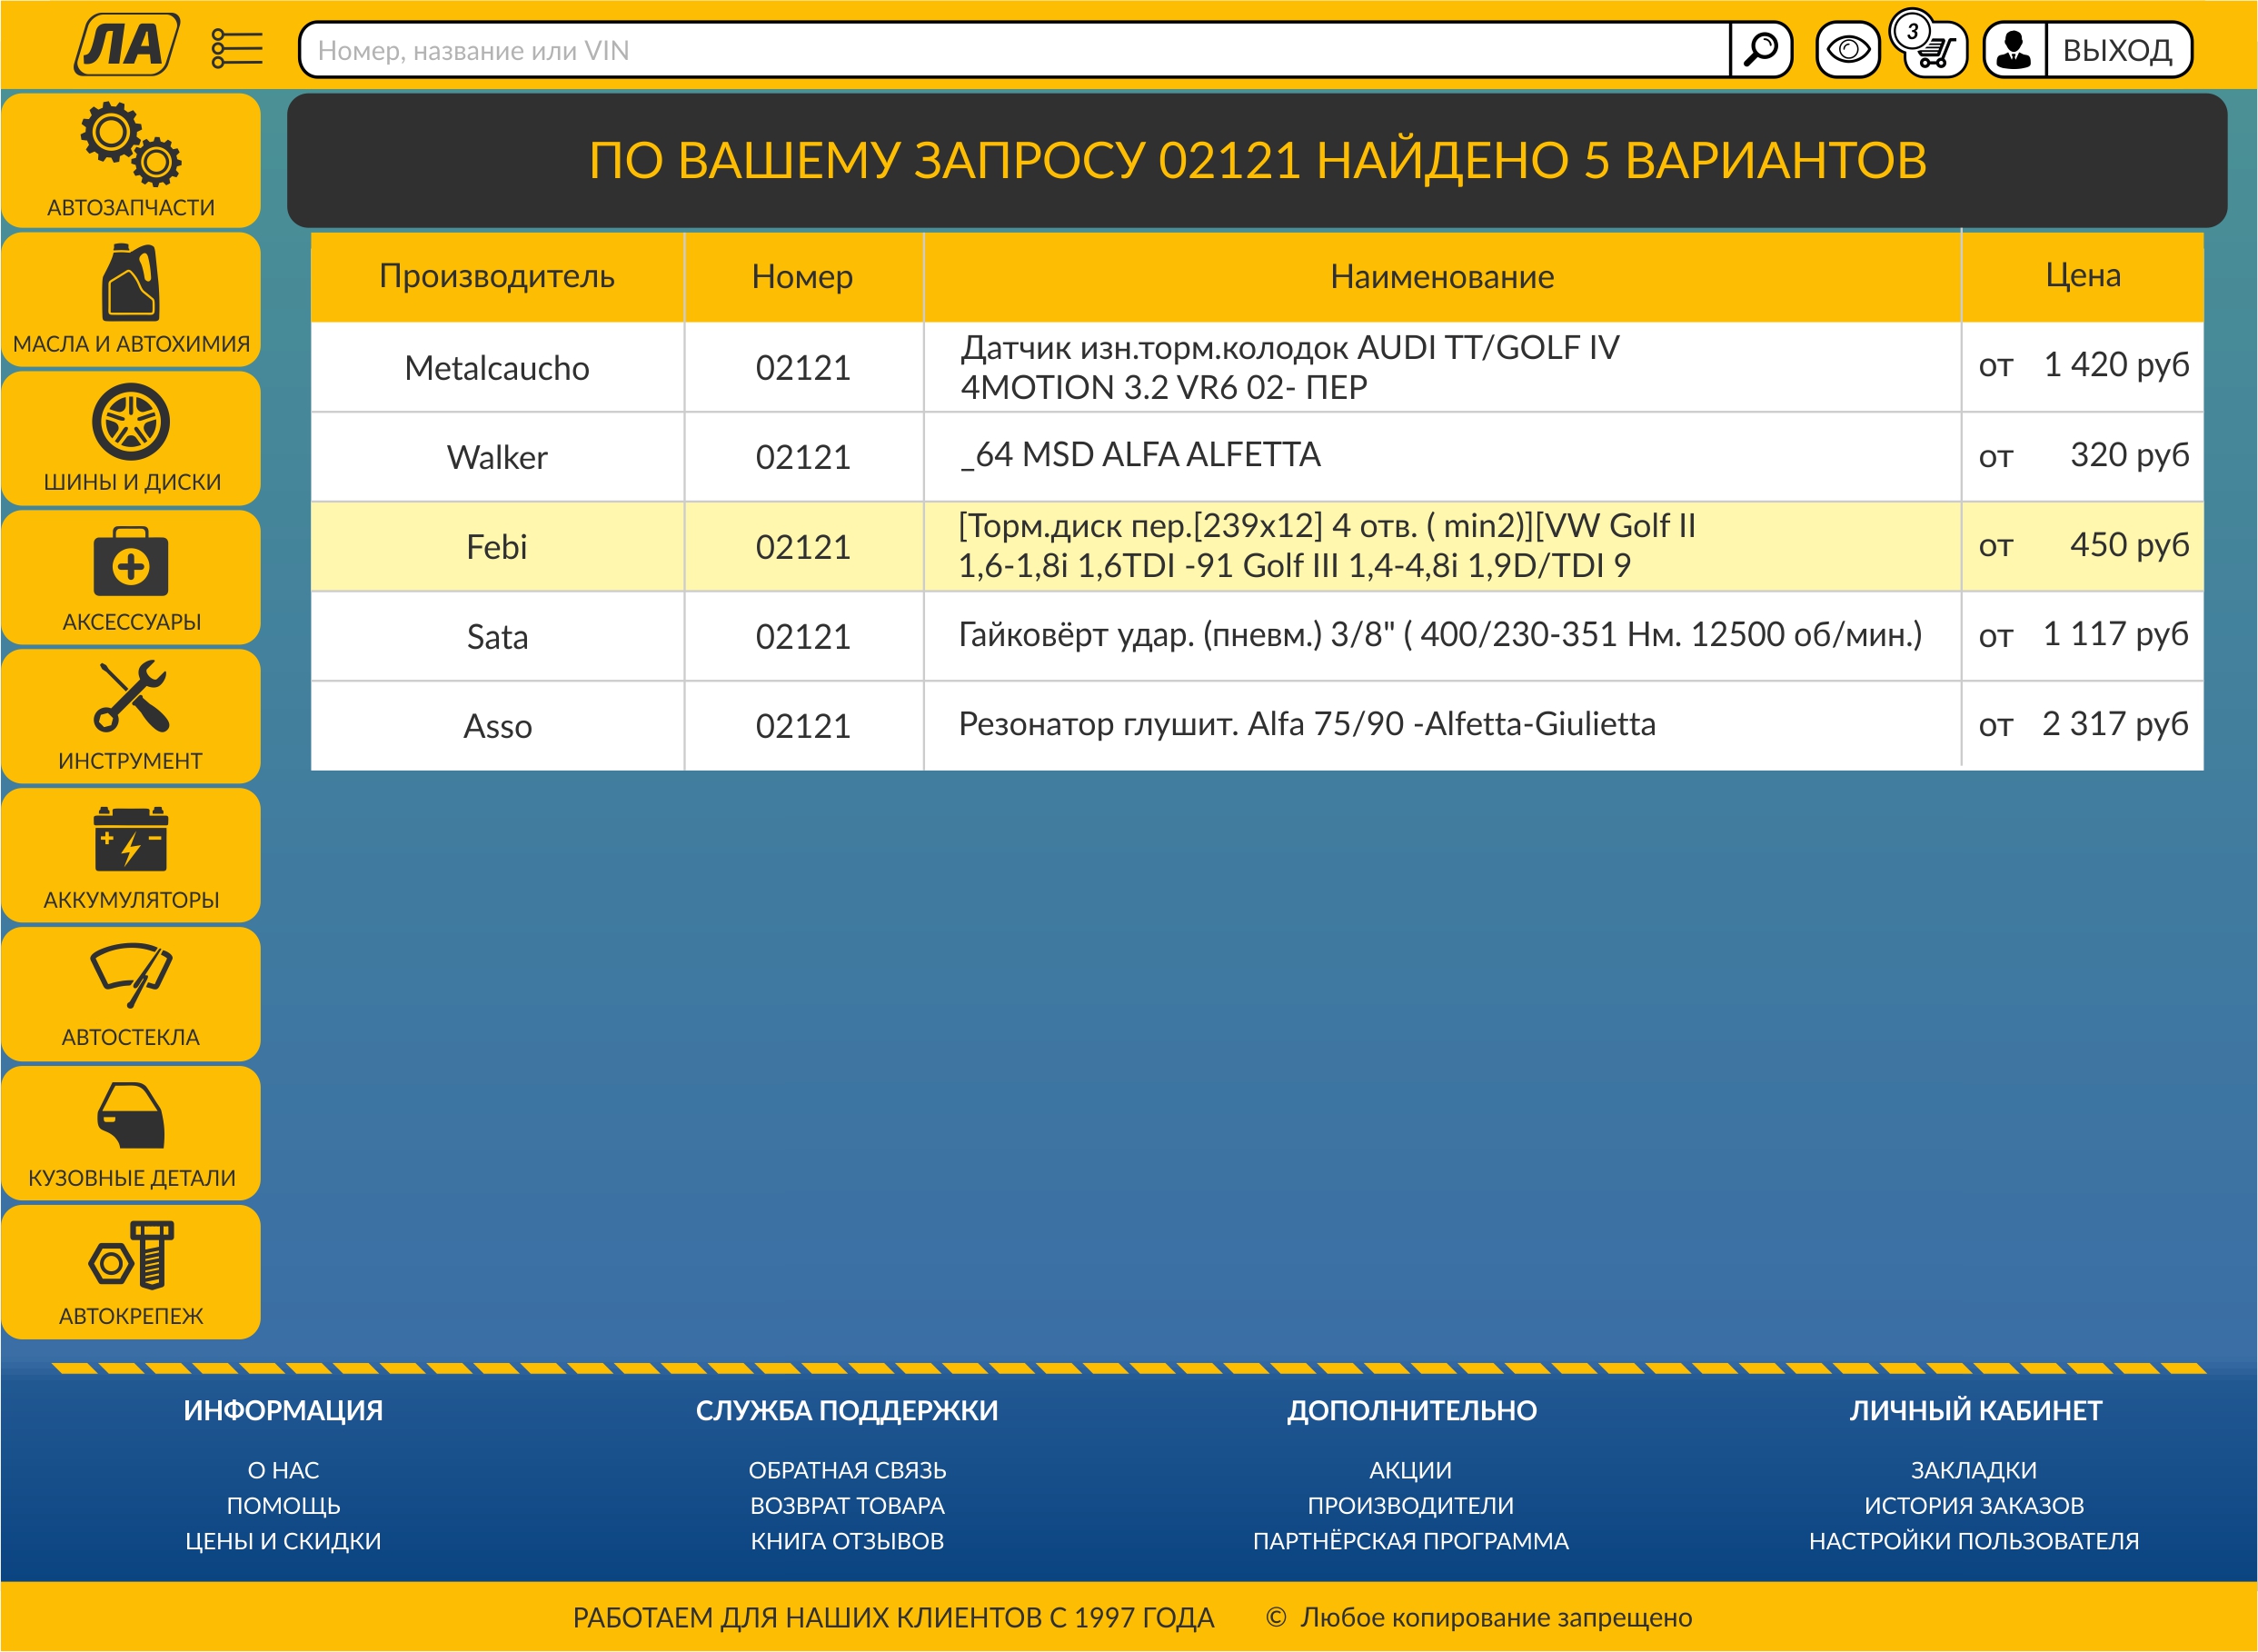 ЛА
Номер, название или VIN
3
ВЫХОД
АВТОЗАПЧАСТИ
МАСЛА И АВТОХИМИЯ
ШИНЫ И ДИСКИ
АКСЕССУАРЫ
ИНСТРУМЕНТ
АККУМУЛЯТОРЫ
АВТОСТЕКЛА
КУЗОВНЫЕ ДЕТАЛИ
АВТОКРЕПЕЖ
ПО ВАШЕМУ ЗАПРОСУ 02121 НАЙДЕНО 5 ВАРИАНТОВ
Производитель Номер Наименование Цена
Metalcaucho 02121 Датчик изн.торм.колодок AUDI TT/GOLF IV
4MOTION 3.2 VR6 02- ПЕР от 1 420 руб
Walker 02121 _64 MSD ALFA ALFETTA от 320 руб
Febi 02121 [Торм.диск пер.[239x12] 4 отв. ( min2)][VW Golf II
1,6-1,8i 1,6TDI -91 Golf III 1,4-4,8i 1,9D/TDI 9 от 450 руб
Sata 02121 Гайковёрт удар. (пневм.) 3/8" ( 400/230-351 Нм. 12500 об/мин.) от 1 117 руб
Asso 02121 Резонатор глушит. Alfa 75/90 -Alfetta-Giulietta от 2 317 руб
ИНФОРМАЦИЯ
О НАС
ПОМОЩЬ
ЦЕНЫ И СКИДКИ
СЛУЖБА ПОДДЕРЖКИ
ОБРАТНАЯ СВЯЗЬ
ВОЗВРАТ ТОВАРА
КНИГА ОТЗЫВОВ
ДОПОЛНИТЕЛЬНО
АКЦИИ
ПРОИЗВОДИТЕЛИ
ПАРТНЁРСКАЯ ПРОГРАММА
ЛИЧНЫЙ КАБИНЕТ
ЗАКЛАДКИ
ИСТОРИЯ ЗАКАЗОВ
НАСТРОЙКИ ПОЛЬЗОВАТЕЛЯ
РАБОТАЕМ ДЛЯ НАШИХ КЛИЕНТОВ С 1997 ГОДА © Любое копирование запрещено